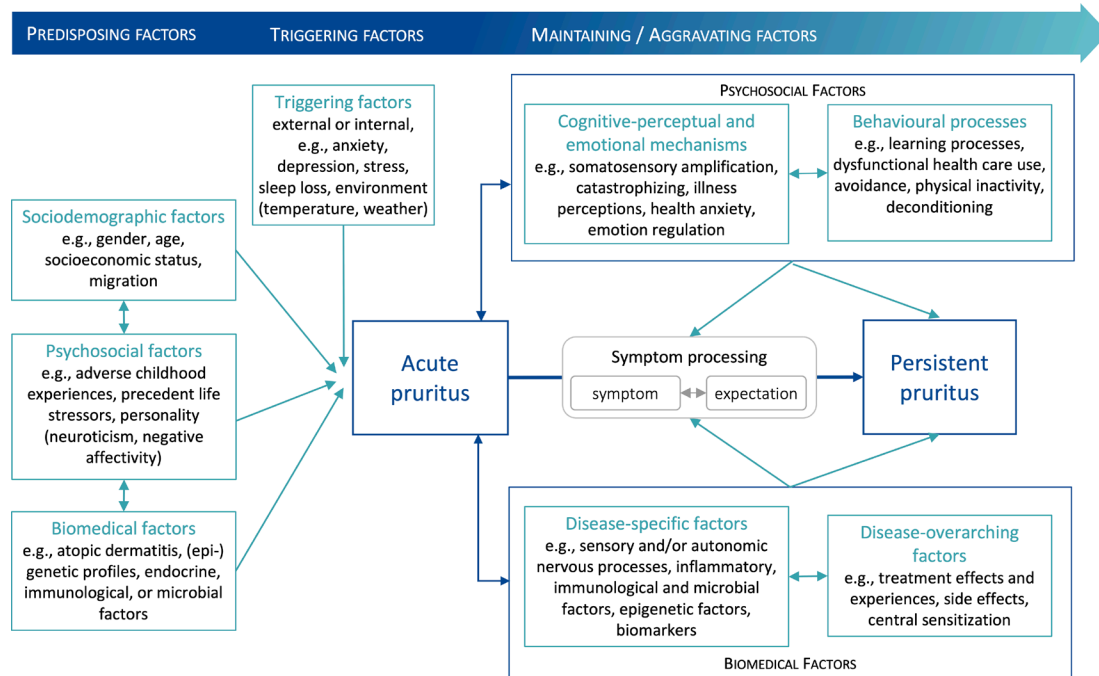 PREDISPOSING FACTORS
TRIGGERING FACTORS
MAINTAINING / AGGRAVATING FACTORS
Sociodemographic factors
e.g., gender, age,
socioeconomic status,
migration
Psychosocial factors
e.g., adverse childhood
experiences, precedent life
stressors, personality
(neuroticism, negative
affectivity)
Biomedical factors
e.g., atopic dermatitis, (epi-)
genetic profiles, endocrine,
immunological, or microbial
factors
Triggering factors
external or internal,
e.g., anxiety,
depression, stress,
sleep loss, environment
(temperature, weather)
Acute
pruritus
PSYCHOSOCIAL FACTORS
Cognitive-perceptual and
emotional mechanisms
e.g., somatosensory amplification,
catastrophizing, illness
perceptions, health anxiety,
emotion regulation
Behavioural processes
e.g., learning processes,
dysfunctional health care use,
avoidance, physical inactivity,
deconditioning
Symptom processing
symptom
expectation
Persistent
pruritus
Disease-specific factors
e.g., sensory and/or autonomic
nervous processes, inflammatory,
immunological and microbial
factors, epigenetic factors,
biomarkers
Disease-overarching
factors
e.g., treatment effects and
experiences, side effects,
central sensitization
BIOMEDICAL FACTORS